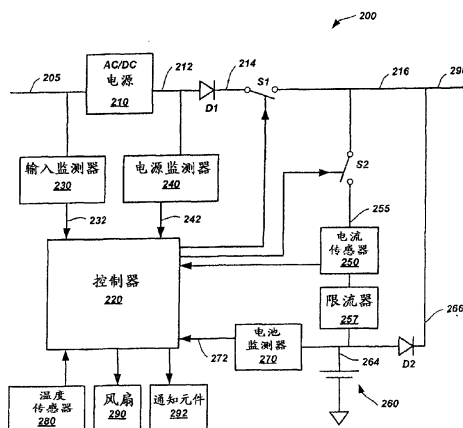 200
205
AC/DC
电源
210
212
D1
214
S1
216
输入监测器
230
电源监测器
240
S2
232
242
255
电流
传感器
250
控制器
220
限流器
257
266
272
电池
监测器
270
264
D2
260
温度
传感器
280
风扇
290
通知元件
292